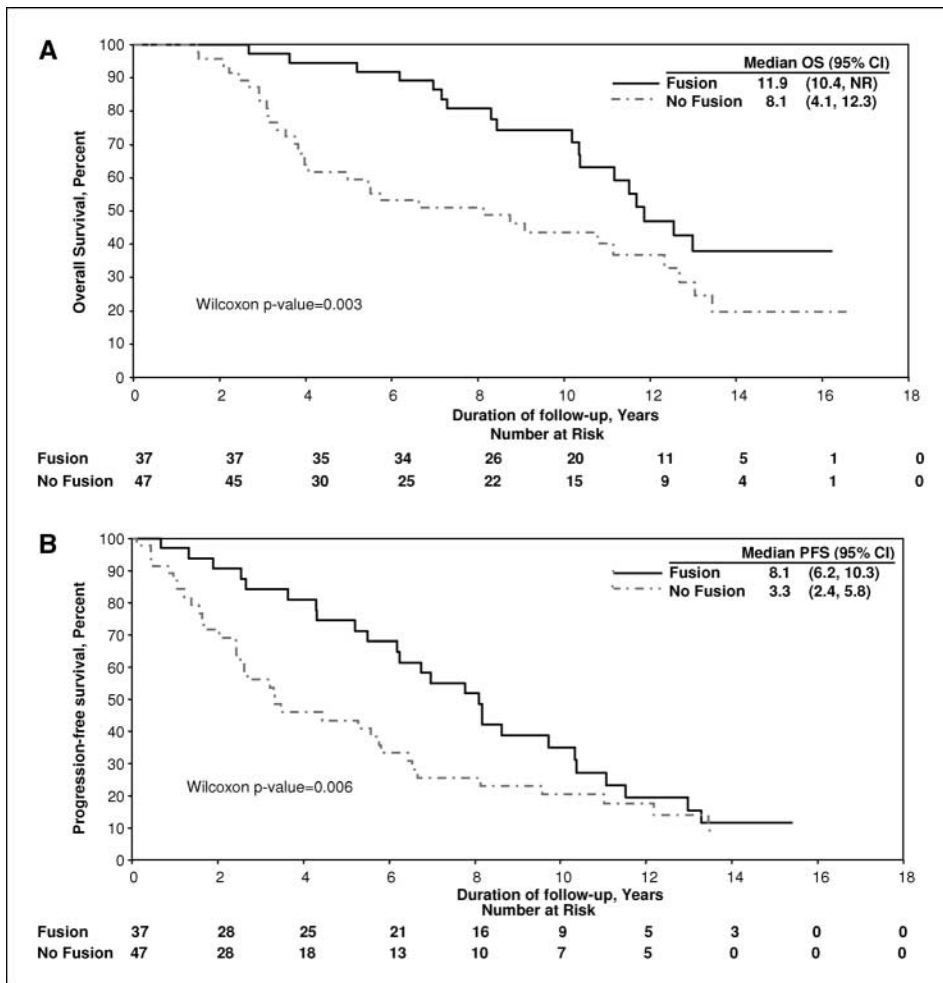 A
Median OS (95% CI)
Fusion 11.9 (10.4, NR)
No Fusion 8.1 (4.1, 12.3)
Overall Survival, Percent
100
90
80
70
60
50
40
30
20
10
0
Wilcoxon p-value=0.003
0 2 4 6 8 10 12 14 16 18
Duration of follow-up, Years
Number at Risk
Fusion 37 37 35 34 26 20 11 5 1 0
No Fusion 47 45 30 25 22 15 9 4 1 0
B
Median PFS (95% CI)
Fusion 8.1 (6.2, 10.3)
No Fusion 3.3 (2.4, 5.8)
Progression-free survival, Percent
100
90
80
70
60
50
40
30
20
10
0
Wilcoxon p-value=0.006
0 2 4 6 8 10 12 14 16 18
Duration of follow-up, Years
Number at Risk
Fusion 37 28 25 21 16 9 5 3 0 0
No Fusion 47 28 18 13 10 7 5 0 0 0